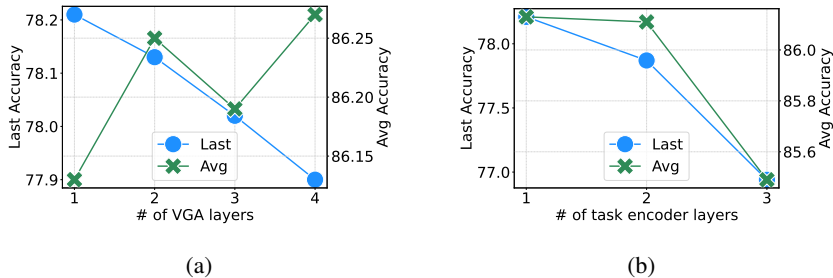 78.2
78.1
78.0
77.9
Last Accuracy
86.25
86.20
86.15
Avg Accuracy
Last
Avg
1 2 3 4
# of VGA layers
(a)
78.0
77.5
77.0
Last Accuracy
86.0
85.8
85.6
Avg Accuracy
Last
Avg
1 2 3
# of task encoder layers
(b)